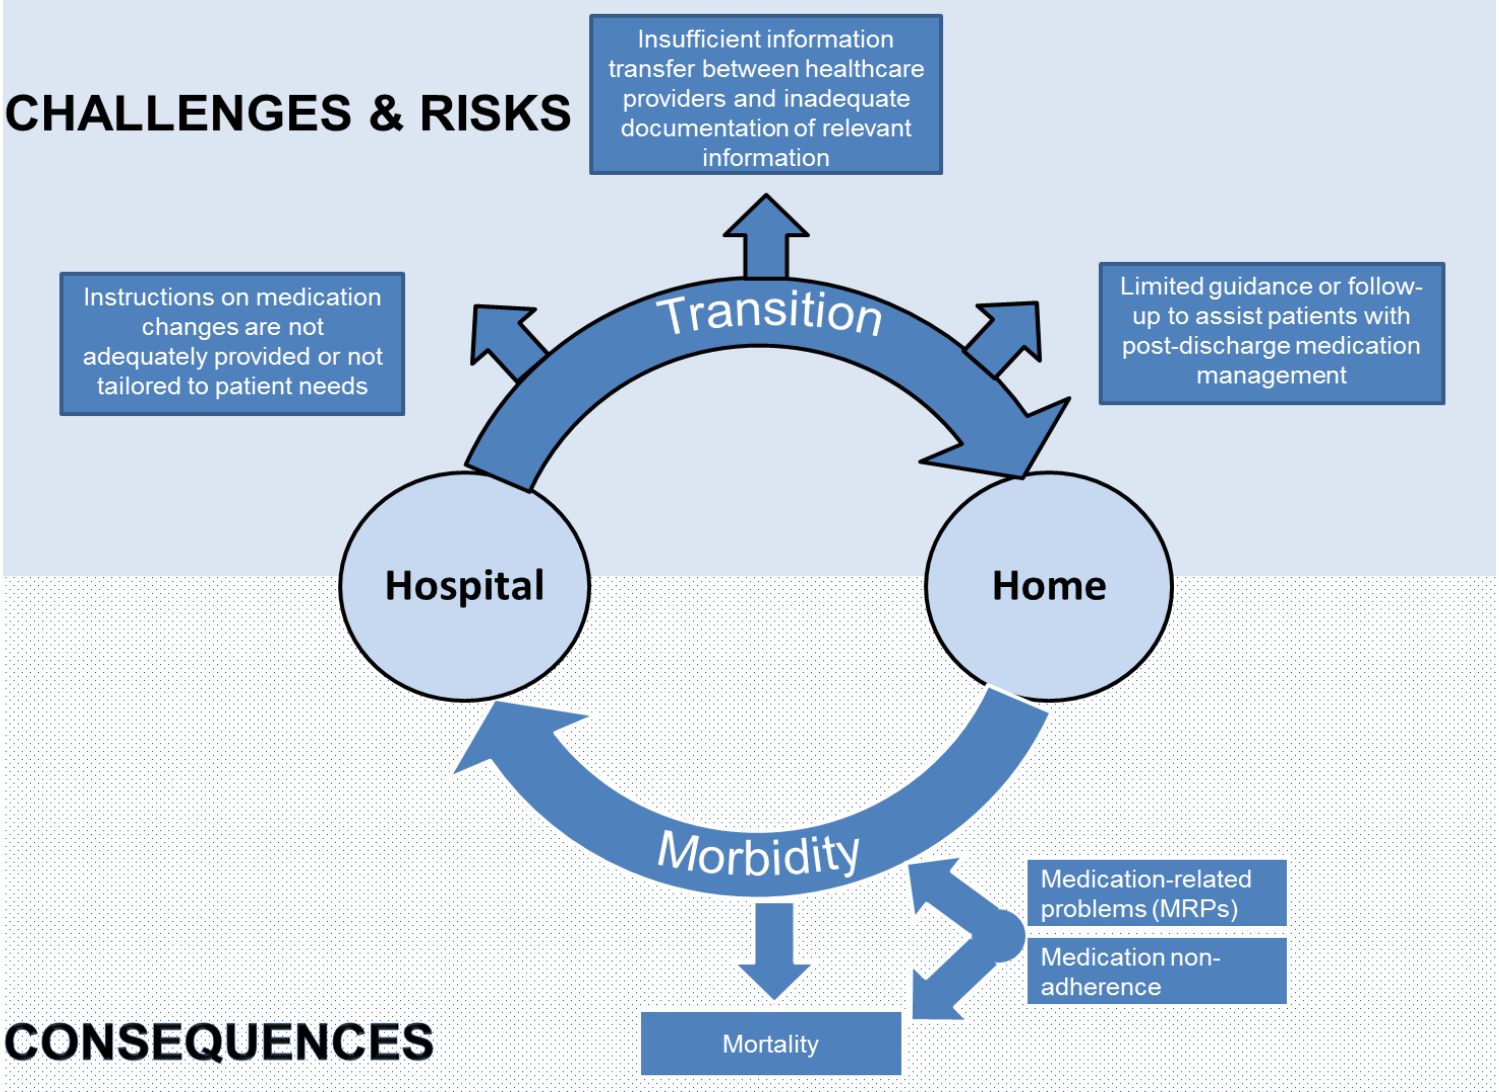 CHALLENGES & RISKS
Insufficient information
transfer between healthcare
providers and inadequate
documentation of relevant
information
Instructions on medication
changes are not
adequately provided or not
tailored to patient needs
Transition
Limited guidance or follow-
up to assist patients with
post-discharge medication
management
Hospital
Home
Morbidity
Medication-related
problems (MRPs)
Medication non-
adherence
Mortality
CONSEQUENCES